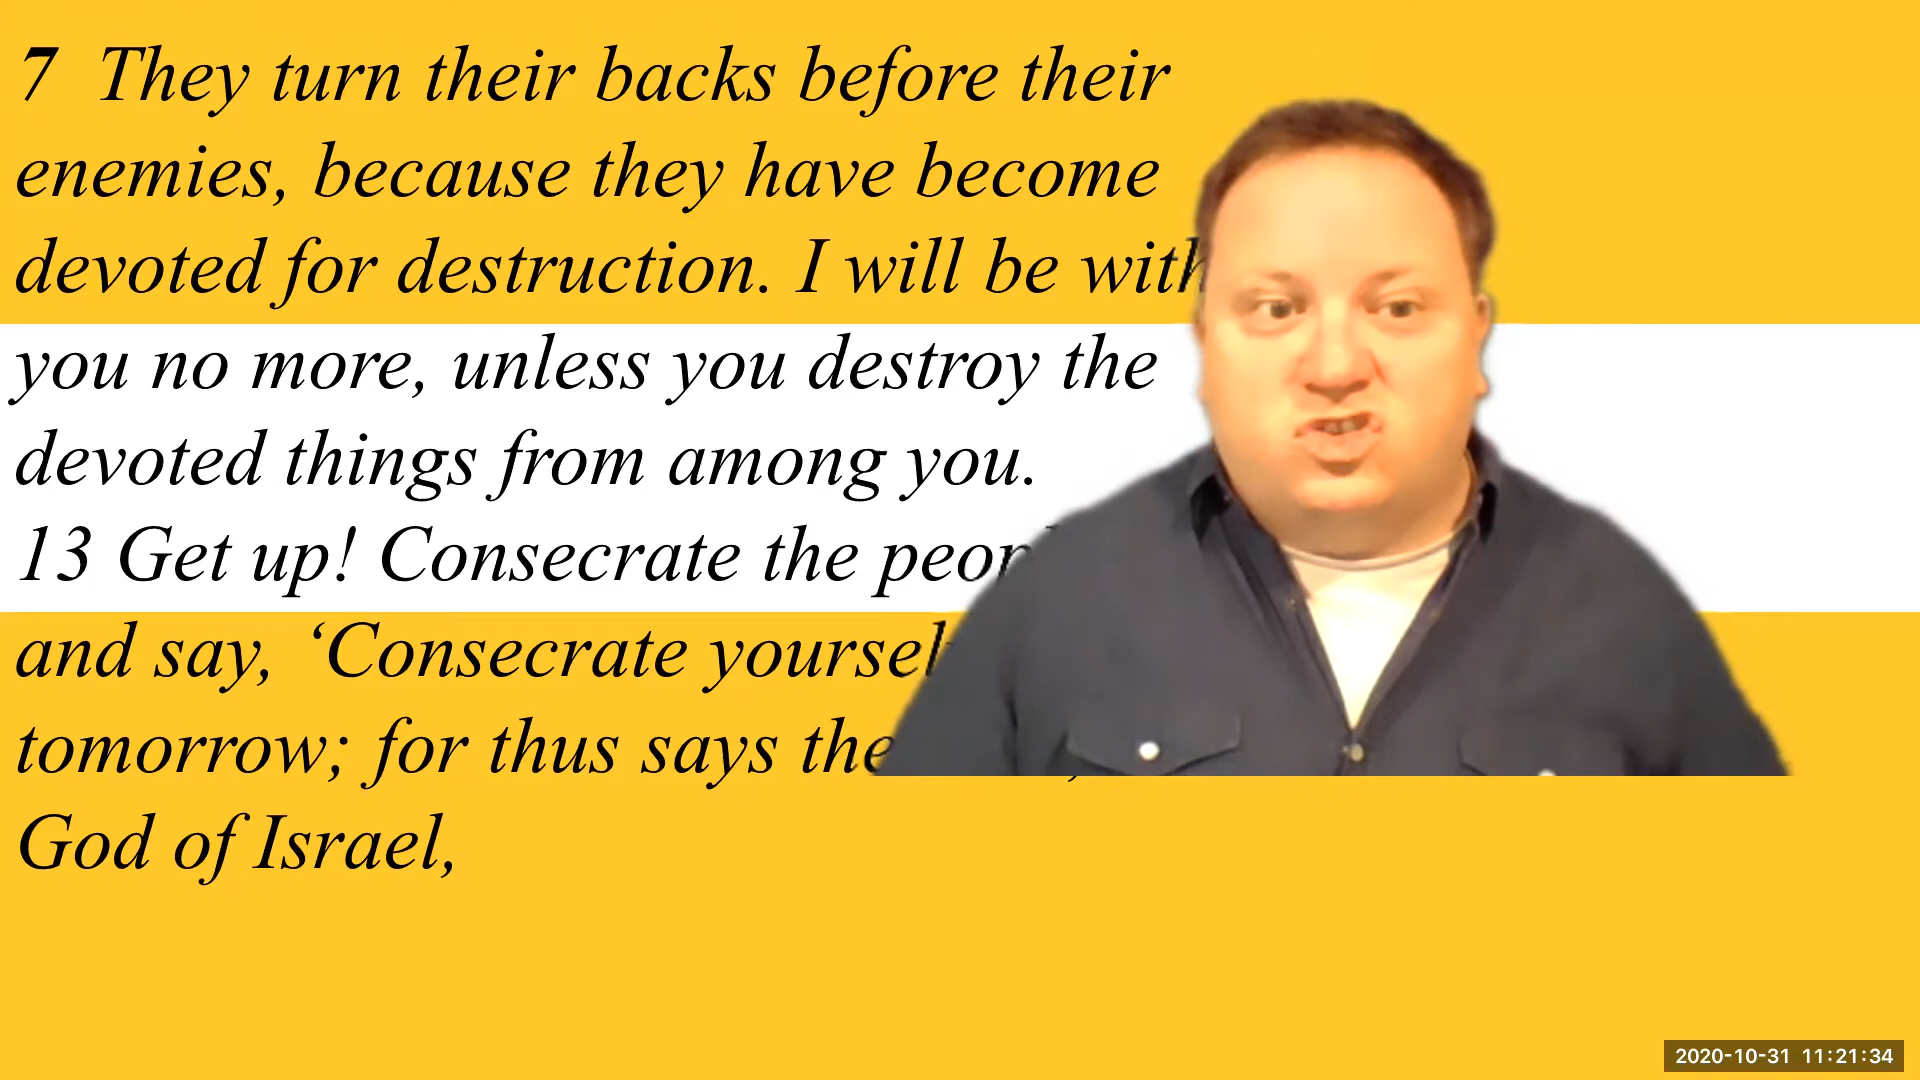 7 They turn their backs before their
enemies, because they have become
devoted for destruction. I will be with
you no more, unless you destroy the
devoted things from among you.
13 Get up! Consecrate the
and say, ‘Consecrate
tomorrow; for thus says the
God of Israel,
2020-10-31 11:21:34